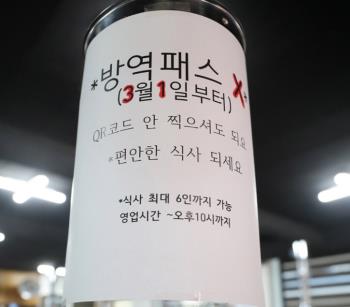 *방역패스 X
(3월1일부터)
QR코드 안 찍으셔도 되요
*편안한 식사 되세요
*식사 최대 6인까지 가능
영업시간 ~오후10시까지